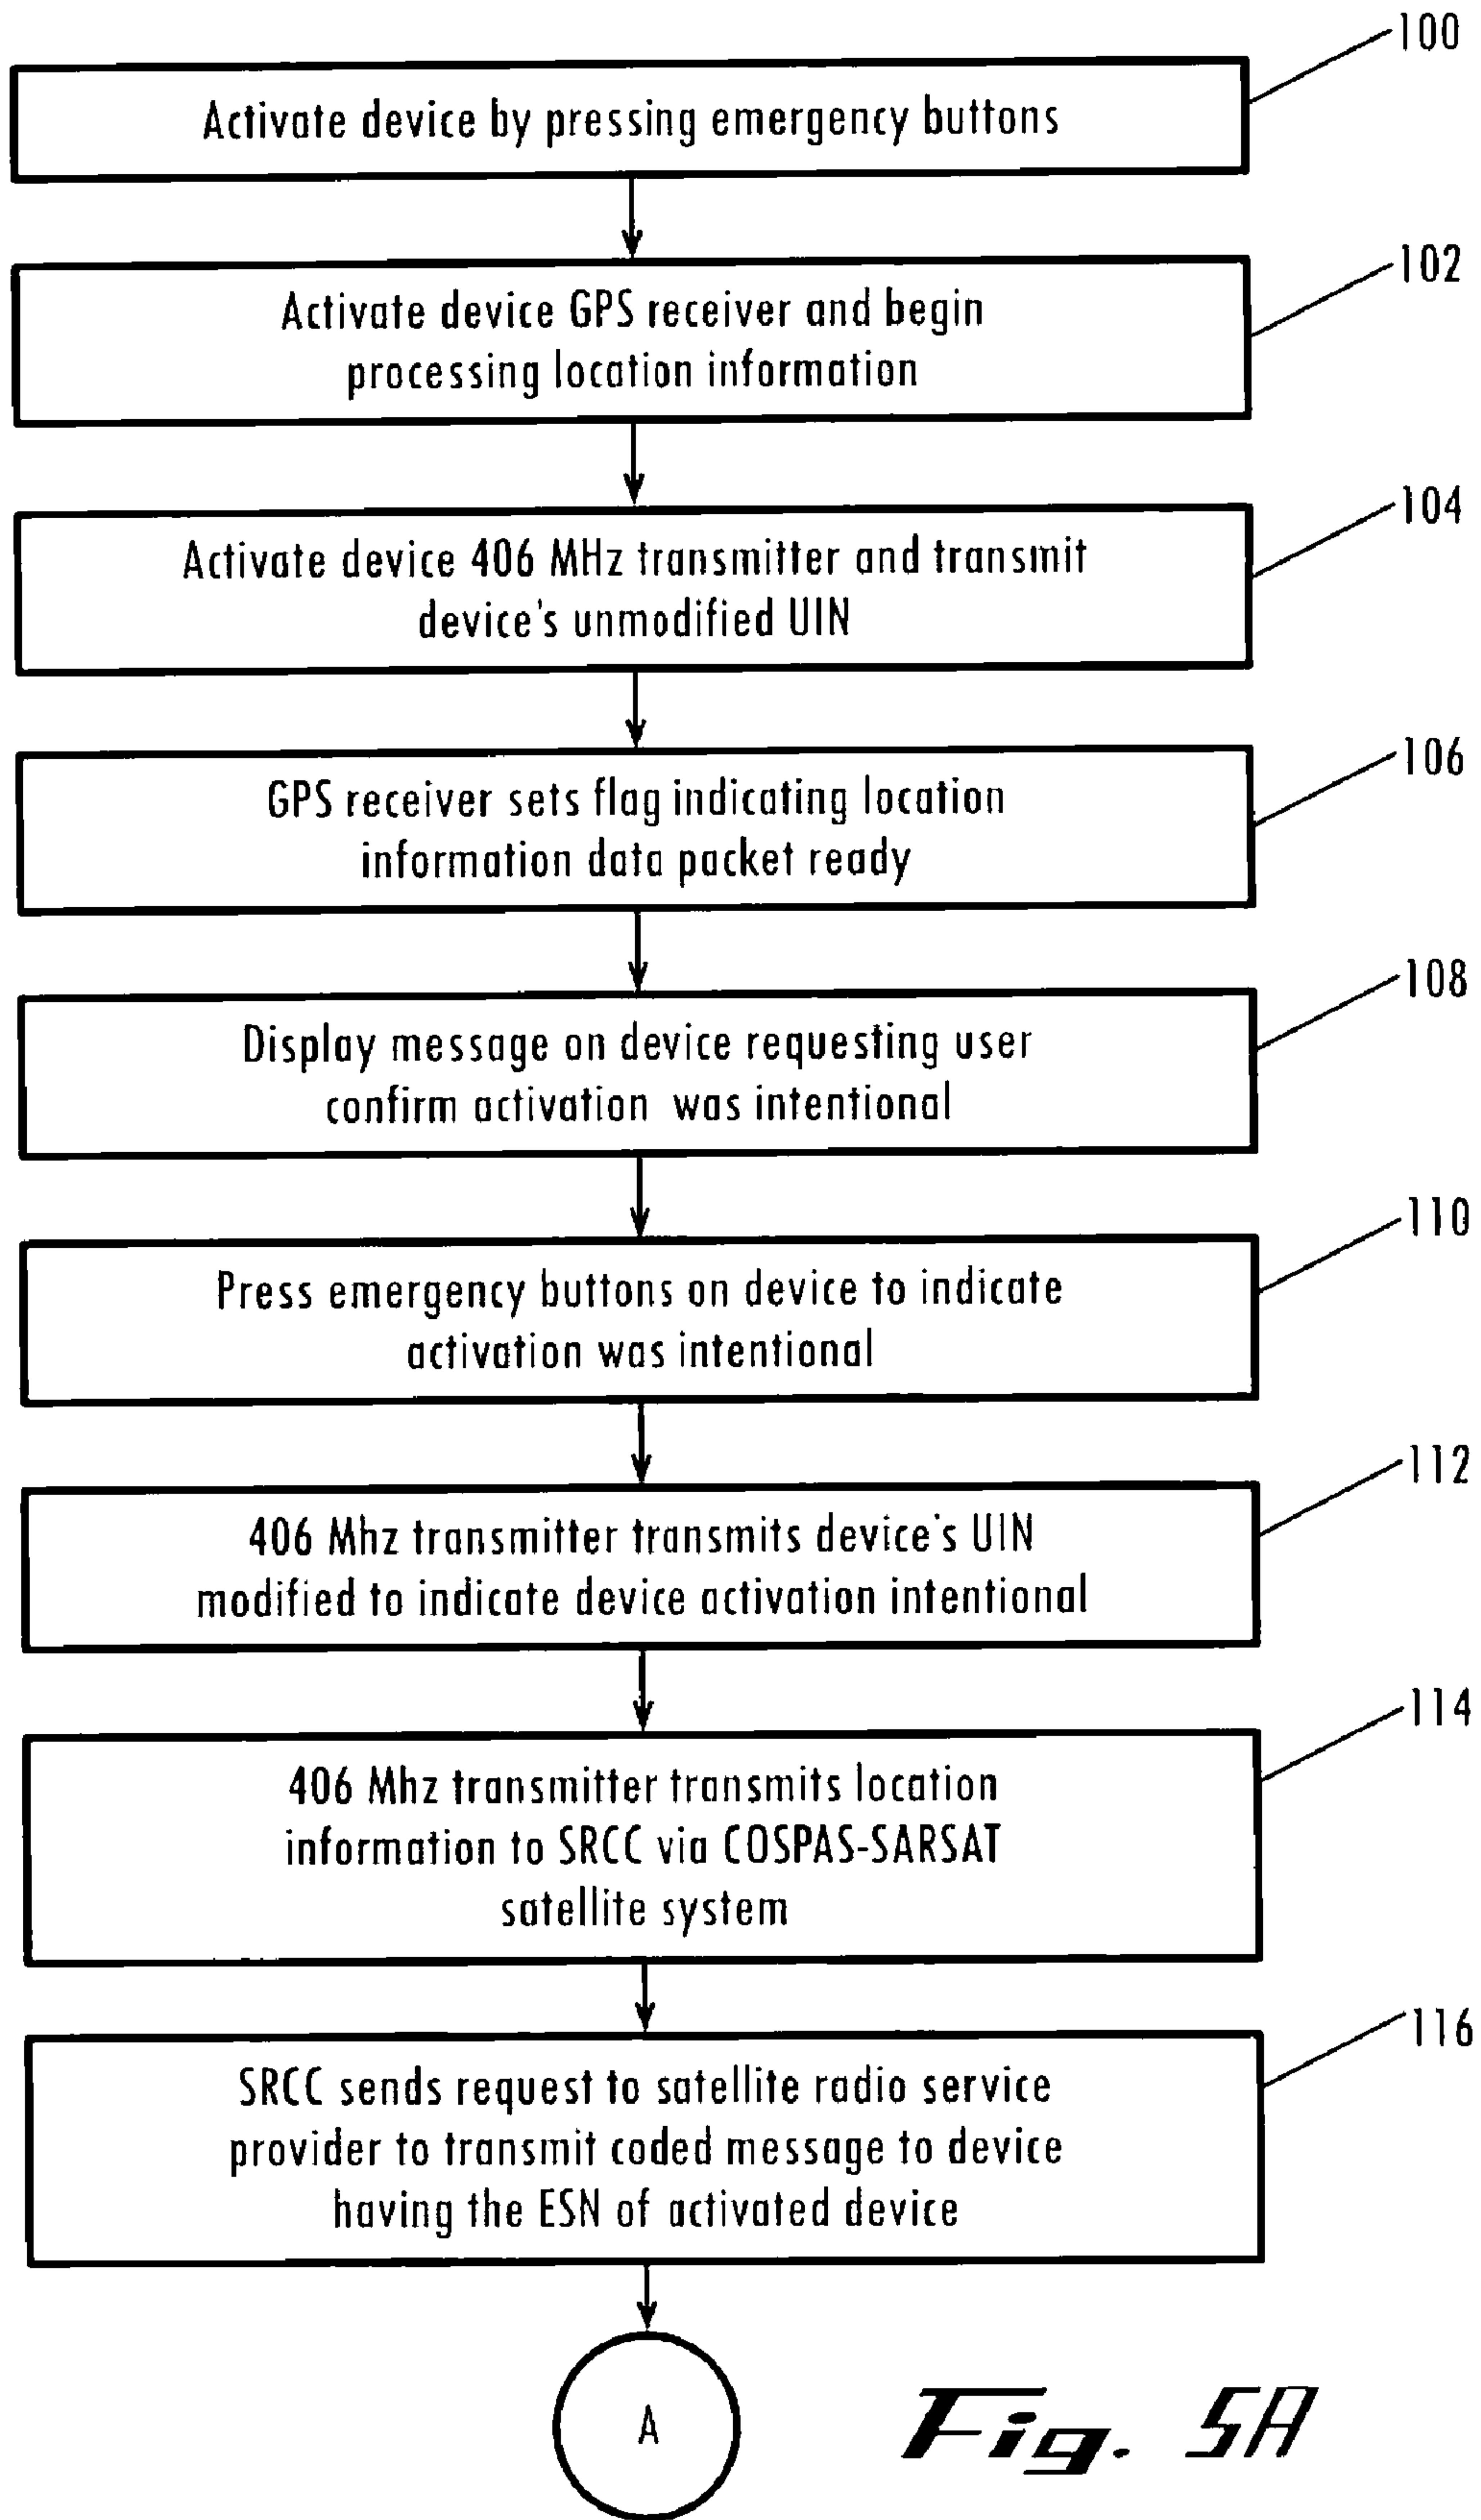 100
Activate device by pressing emergency buttons
102
Activate device GPS receiver and begin
processing location information
104
Activate device 406 MHz transmitter and transmit
device's unmodified UIN
106
GPS receiver sets flag indicating location
information data packet ready
108
Display message on device requesting user
confirm activation was intentional
110
Press emergency buttons on device to indicate
activation was intentional
112
406 Mhz transmitter transmits device's UIN
modified to indicate device activation intentional
114
406 Mhz transmitter transmits location
information to SRCC via COSPAS-SARSAT
satellite system
116
SRCC sends request to satellite radio service
provider to transmit coded message to device
having the ESN of activated device
A
Fig. 5A